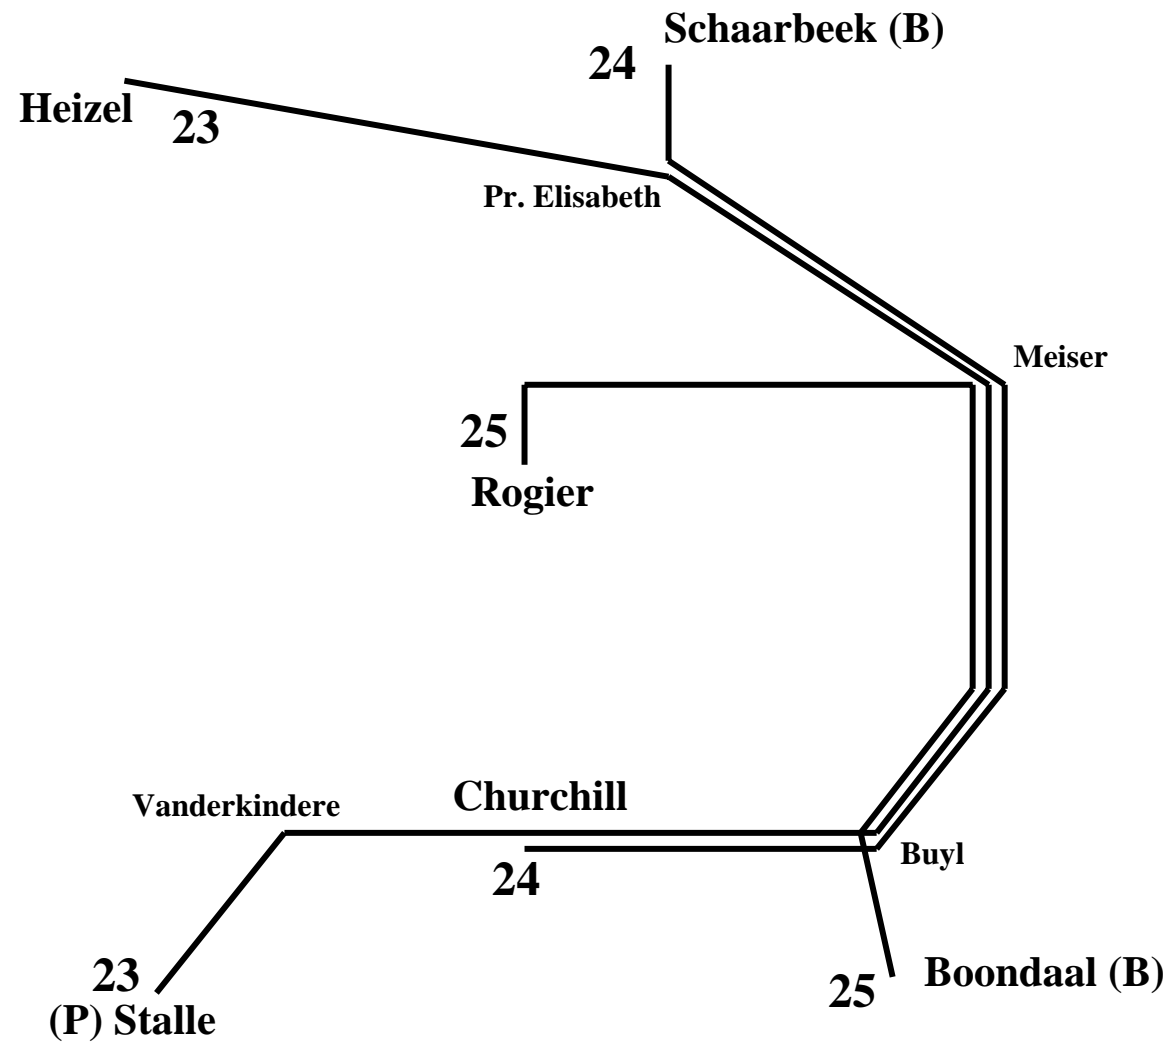 Schaarbeek (B)
24
Heizel
23
Pr. Elisabeth
Meiser
25
Rogier
Vanderkindere
Churchill
Buyl
24
23
(P) Stalle
25
Boondaal (B)